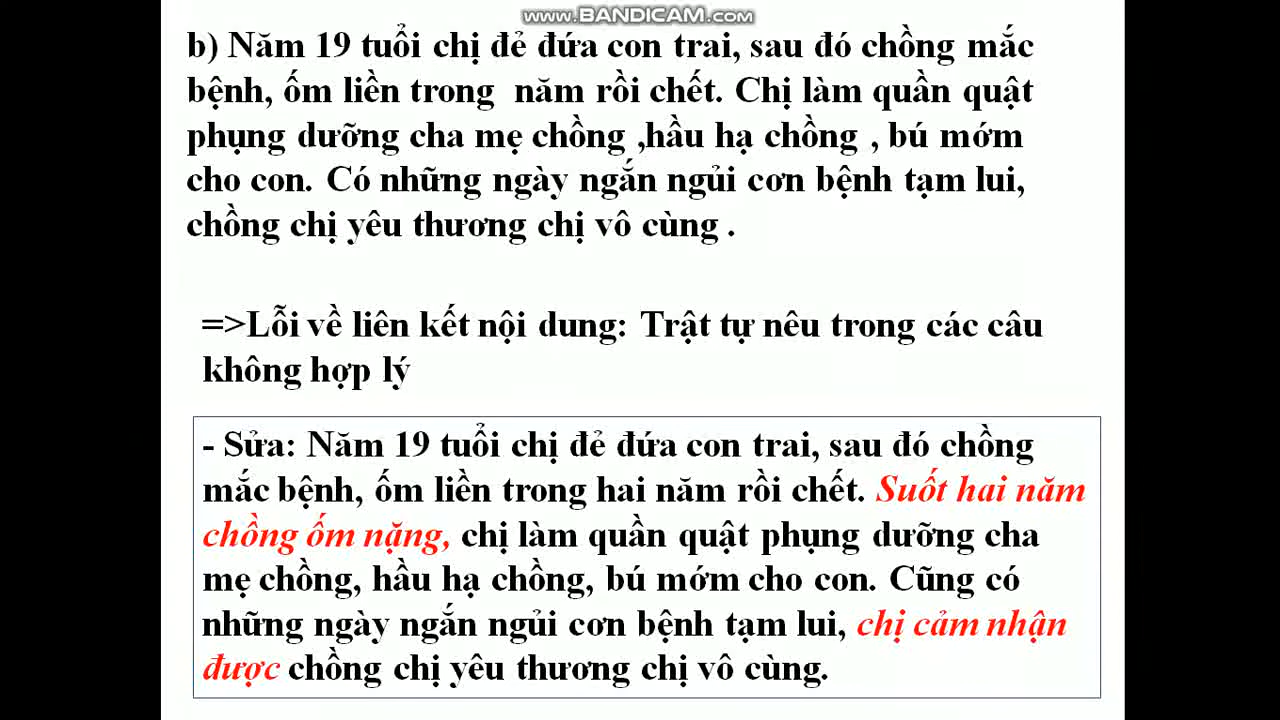 www.BANDICAM.com
b) Năm 19 tuổi chị đẻ đứa con trai, sau đó chồng mắc
bệnh, ốm liền trong năm rồi chết. Chị làm quần quật
phụng dưỡng cha mẹ chồng ,hầu hạ chồng , bú mớm
cho con. Có những ngày ngắn ngủi cơn bệnh tạm lui,
chồng chị yêu thương chị vô cùng .
=>Lỗi về liên kết nội dung: Trật tự nêu trong các câu
không hợp lý
- Sửa: Năm 19 tuổi chị đẻ đứa con trai, sau đó chồng
mắc bệnh, ốm liền trong hai năm rồi chết. Suốt hai năm
chồng ốm nặng, chị làm quần quật phụng dưỡng cha
mẹ chồng, hầu hạ chồng, bú mớm cho con. Cũng có
những ngày ngắn ngủi cơn bệnh tạm lui, chị cảm nhận
được chồng chị yêu thương chị vô cùng.